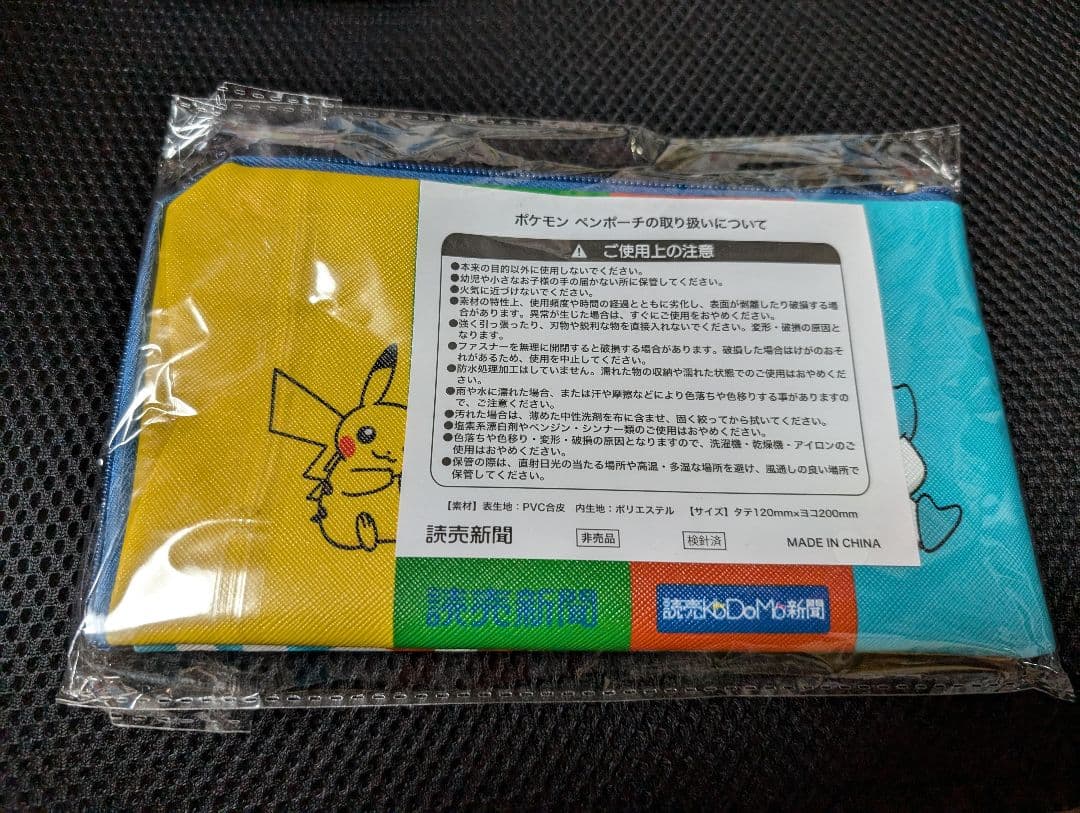 ポケモン ペンポーチの取り扱いについて
ご使用上の注意
●本来の目的以外に使用しないでください。
●幼児や小さなお子様の手の届かない所に保管してください。
●火気に近づけないでください。
●素材の特性上、使用頻度や時間の経過とともに劣化し、表面が剥離したり破損する場
合があります。異常が生じた場合は、すぐにご使用をおやめください。
●強く引っ張ったり、刃物や鋭利な物を直接入れないでください。変形・破損の原因と
なります。
●ファスナーを無理に開閉すると破損する場合があります。破損した場合はけがのおそ
れがあるため、使用を中止してください。
●防水処理加工はしていません。濡れた物の収納や濡れた状態でのご使用はおやめくだ
さい。
●雨や水に濡れた場合、または汗や摩擦などにより色落ちや色移りする事がありますの
で、ご注意ください。
●汚れた場合は、薄めた中性洗剤を布に含ませ、固く絞ってから拭いてください。
●塩素系漂白剤やベンジン・シンナー類のご使用はおやめください。
●色落ちや色移り・変形・破損の原因となりますので、洗濯機・乾燥機・アイロンのご
使用はおやめください。
●保管の際は、直射日光の当たる場所や高温・多湿な場所を避け、風通しの良い場所で
保管してください。
【素材】表生地：PVC合皮 内生地：ポリエステル 【サイズ】タテ120mm×ヨコ200mm
読売新聞 非売品 検針済 MADE IN CHINA
読売新聞 読売KoDoMo新聞